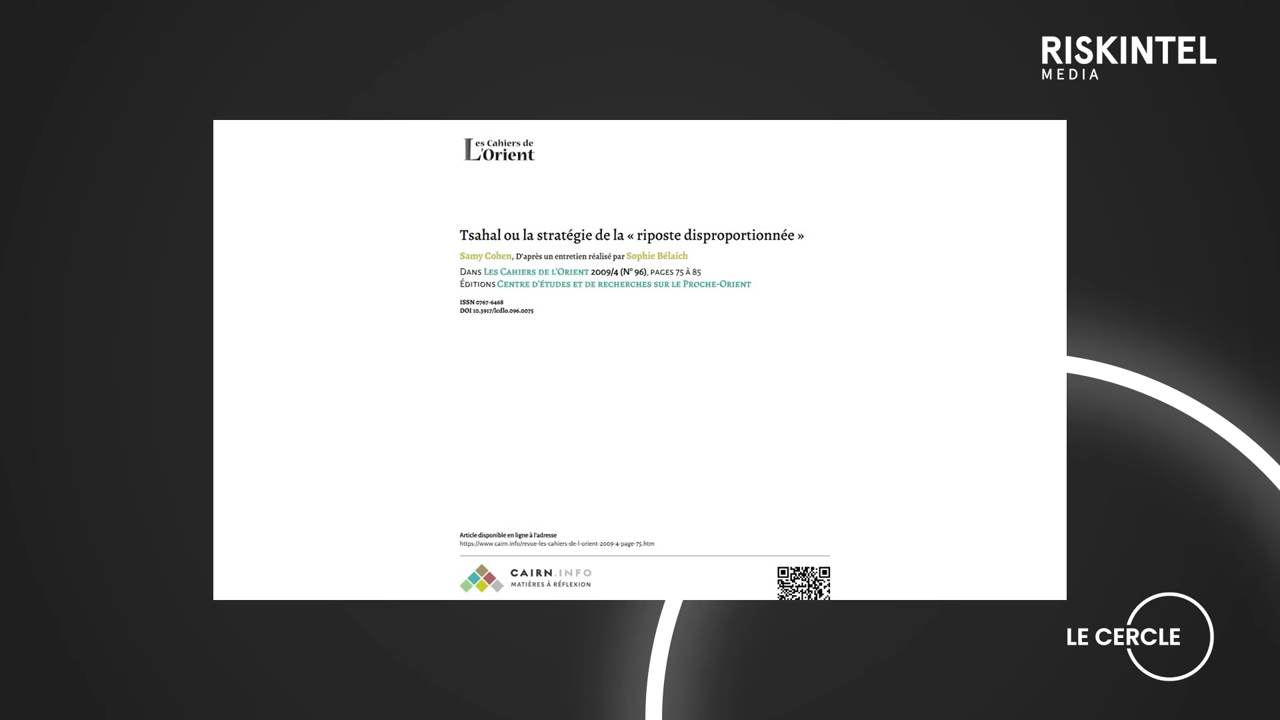 RISKINTEL
MEDIA
Les Cahiers de
L'Orient
Tsahal ou la stratégie de la « riposte disproportionnée »
Samy Cohen, D'après un entretien réalisé par Sophie Bélaïch
Dans Les Cahiers de l'Orient 2009/4 (N° 96), pages 75 à 85
Éditions Centre d'études et de recherches sur le Proche-Orient
ISSN 0767-6468
DOI 10.3917/lcdlo.096.0075
Article disponible en ligne à l'adresse
https://www.cairn.info/revue-les-cahiers-de-l-orient-2009-4-page-75.htm
CAIRN.INFO
MATIÈRES À RÉFLEXION
LE CERCLE